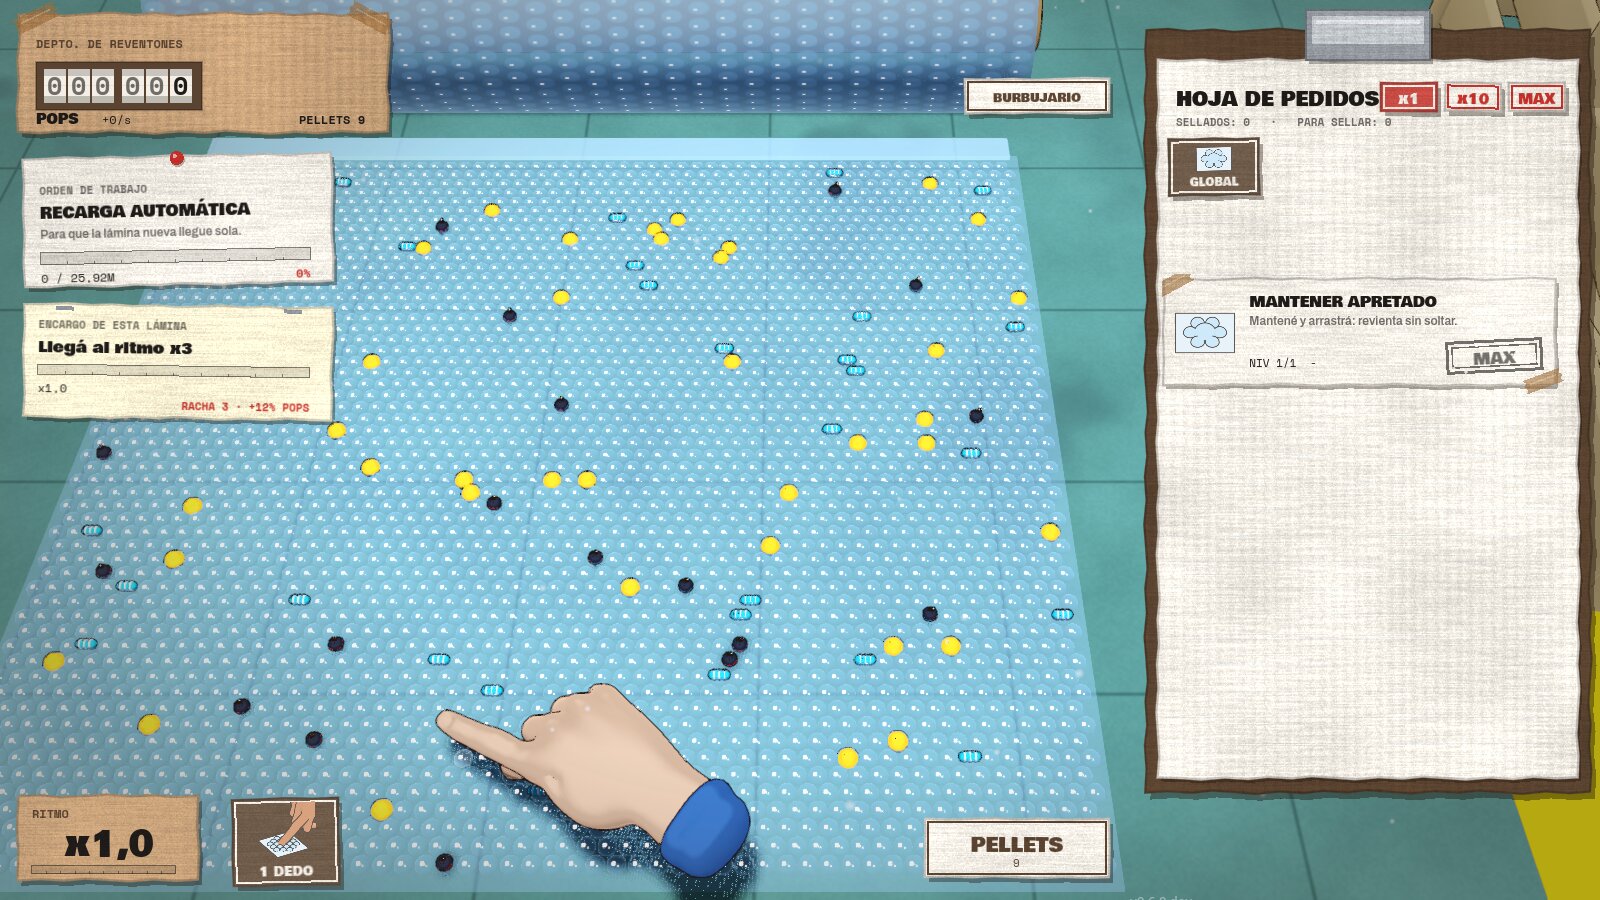 DEPTO. DE REVENTONES
000000
POPS +0/s PELLETS 9
ORDEN DE TRABAJO
RECARGA AUTOMÁTICA
Para que la lámina nueva llegue sola.
0 / 25.92M 0%
ENCARGO DE ESTA LÁMINA
Llegá al ritmo x3
x1.0
RACHA 3 · +12% POPS
RITMO
x1,0
1 DEDO
BURBUJARIO
PELLETS
9
HOJA DE PEDIDOS x1 x10 MAX
SELLADOS: 0 · PARA SELLAR: 0
GLOBAL
MANTENER APRETADO
Mantené y arrastrá: revienta sin soltar.
NIV 1/1 - MAX